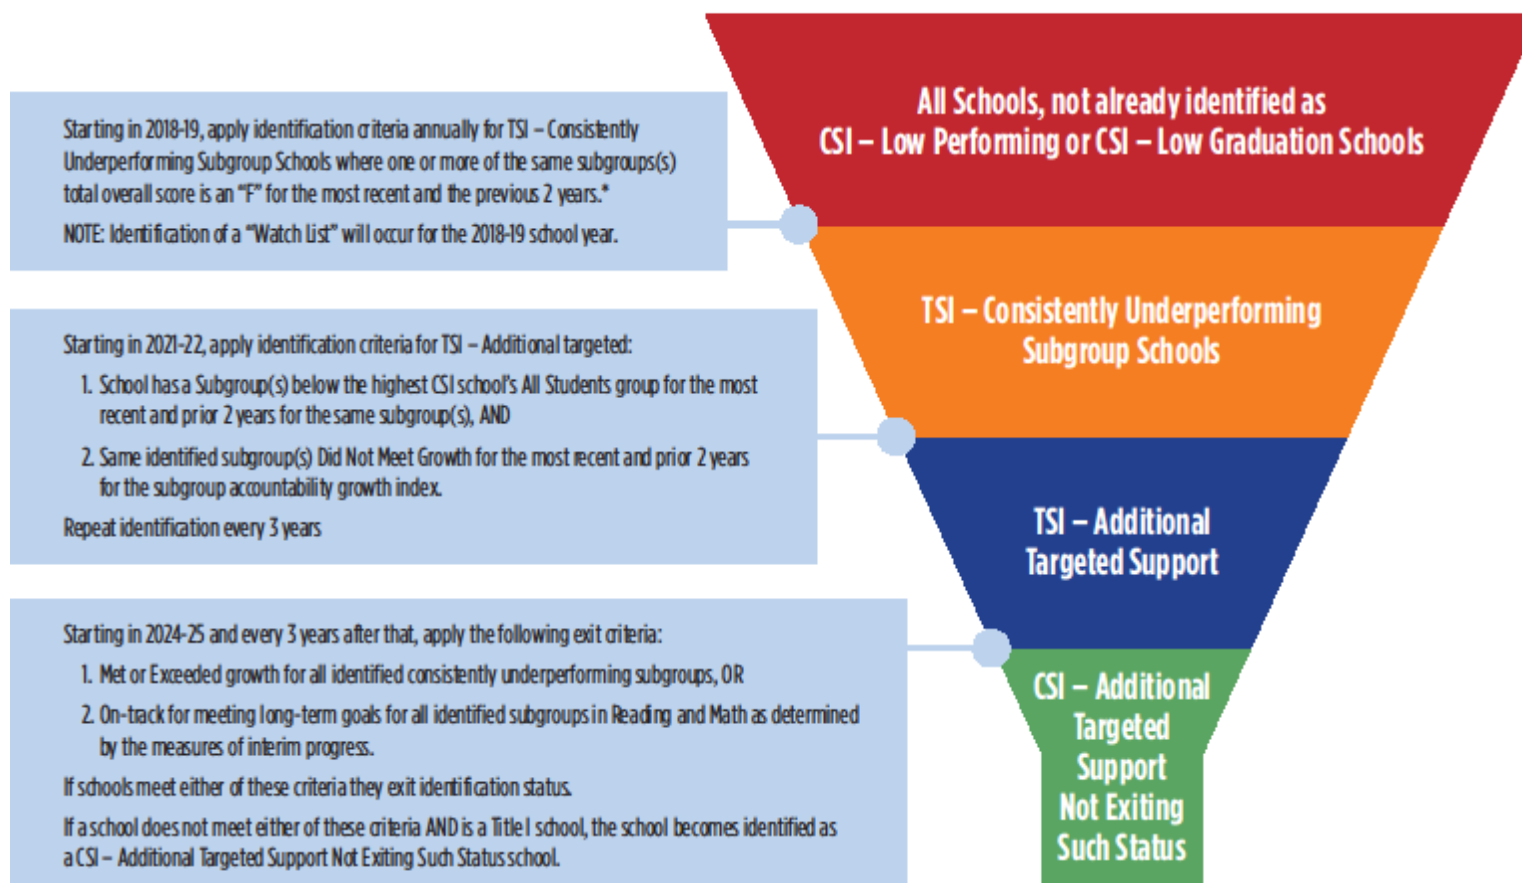 All Schools, not already identified as
CSI – Low Performing or CSI – Low Graduation Schools
Starting in 2018-19, apply identification criteria annually for TSI – Consistently
Underperforming Subgroup Schools where one or more of the same subgroups(s)
total overall score is an “F” for the most recent and the previous 2 years.*
NOTE: Identification of a “Watch List” will occur for the 2018-19 school year.
TSI – Consistently Underperforming
Subgroup Schools
Starting in 2021-22, apply identification criteria for TSI – Additional targeted:
1. School has a Subgroup(s) below the highest CSI school’s All Students group for the most
recent and prior 2 years for the same subgroup(s), AND
2. Same identified subgroup(s) Did Not Meet Growth for the most recent and prior 2 years
for the subgroup accountability growth index.
Repeat identification every 3 years
TSI – Additional
Targeted Support
Starting in 2024-25 and every 3 years after that, apply the following exit criteria:
1. Met or Exceeded growth for all identified consistently underperforming subgroups, OR
2. On-track for meeting long-term goals for all identified subgroups in Reading and Math as determined
by the measures of interim progress.
If schools meet either of these criteria they exit identification status.
If a school does not meet either of these criteria AND is a Title I school, the school becomes identified as
a CSI – Additional Targeted Support Not Exiting Such Status school.
CSI – Additional
Targeted
Support
Not Exiting
Such Status